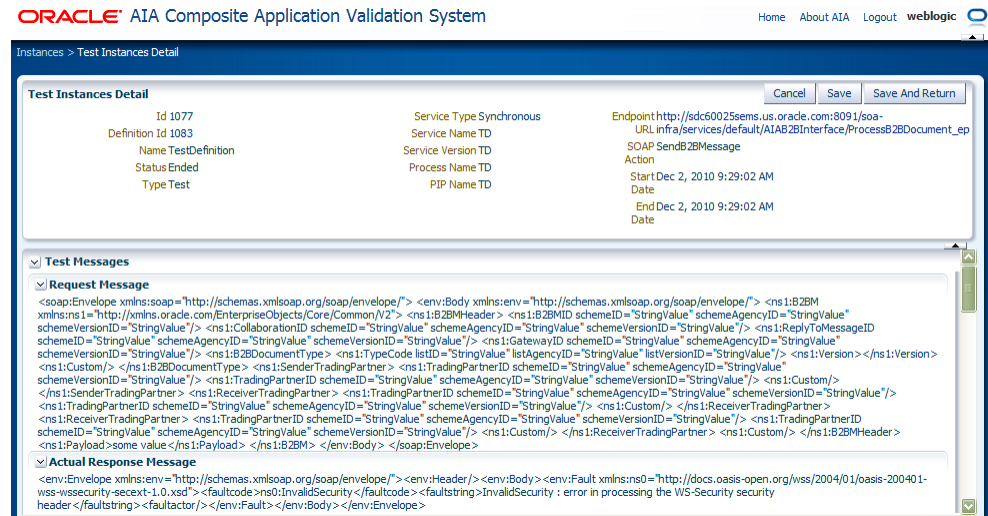 ORACLE AIA Composite Application Validation System
Home About AIA Logout weblogic
Instances > Test Instances Detail
Test Instances Detail
Cancel Save Save And Return
Id 1077
Definition Id 1083
Name TestDefinition
Status Ended
Type Test
Service Type Synchronous
Service Name TD
Service Version TD
Process Name TD
PIP Name TD
Endpoint http://sdc60025sems.us.oracle.com:8091/soa-
URL infra/services/default/AIAB2BInterface/ProcessB2BDocument_ep
SOAP SendB2BMessage
Action
Start Dec 2, 2010 9:29:02 AM
Date
End Dec 2, 2010 9:29:02 AM
Date
Test Messages
Request Message
<soap:Envelope xmlns:soap="http://schemas.xmlsoap.org/soap/envelope/"> <env:Body xmlns:env="http://schemas.xmlsoap.org/soap/envelope/"> <ns1:B2BM
xmlns:ns1="http://xmlns.oracle.com/EnterpriseObjects/Core/Common/V2"> <ns1:B2BMHeader> <ns1:B2BMID schemeID="StringValue" schemeAgencyID="StringValue"
schemeVersionID="StringValue"/> <ns1:CollaborationID schemeID="StringValue" schemeAgencyID="StringValue" schemeVersionID="StringValue"/> <ns1:ReplyToMessageID
schemeID="StringValue" schemeAgencyID="StringValue" schemeVersionID="StringValue"/> <ns1:GatewayID schemeID="StringValue" schemeAgencyID="StringValue"
schemeVersionID="StringValue"/> <ns1:B2BDocumentType> <ns1:TypeCode listID="StringValue" listAgencyID="StringValue" listVersionID="StringValue"/> <ns1:Version></ns1:Version>
<ns1:Custom/> </ns1:B2BDocumentType> <ns1:SenderTradingPartner> <ns1:TradingPartnerID schemeID="StringValue" schemeAgencyID="StringValue"
schemeVersionID="StringValue"/> <ns1:TradingPartnerID schemeID="StringValue" schemeAgencyID="StringValue" schemeVersionID="StringValue"/> <ns1:Custom/>
</ns1:SenderTradingPartner> <ns1:ReceiverTradingPartner> <ns1:TradingPartnerID schemeID="StringValue" schemeAgencyID="StringValue" schemeVersionID="StringValue"/>
<ns1:TradingPartnerID schemeID="StringValue" schemeAgencyID="StringValue" schemeVersionID="StringValue"/> <ns1:Custom/> </ns1:ReceiverTradingPartner>
<ns1:ReceiverTradingPartner> <ns1:TradingPartnerID schemeID="StringValue" schemeAgencyID="StringValue" schemeVersionID="StringValue"/> <ns1:TradingPartnerID
schemeID="StringValue" schemeAgencyID="StringValue" schemeVersionID="StringValue"/> <ns1:Custom/> </ns1:ReceiverTradingPartner> <ns1:Custom/> </ns1:B2BMHeader>
<ns1:Payload>some value</ns1:Payload> </ns1:B2BM> </env:Body> </soap:Envelope>
Actual Response Message
<env:Envelope xmlns:env="http://schemas.xmlsoap.org/soap/envelope/"><env:Header/><env:Body><env:Fault xmlns:ns0="http://docs.oasis-open.org/wss/2004/01/oasis-200401-
wss-wssecurity-secext-1.0.xsd"><faultcode>ns0:InvalidSecurity</faultcode><faultstring>InvalidSecurity : error in processing the WS-Security security
header</faultstring><faultactor/></env:Fault></env:Body></env:Envelope>